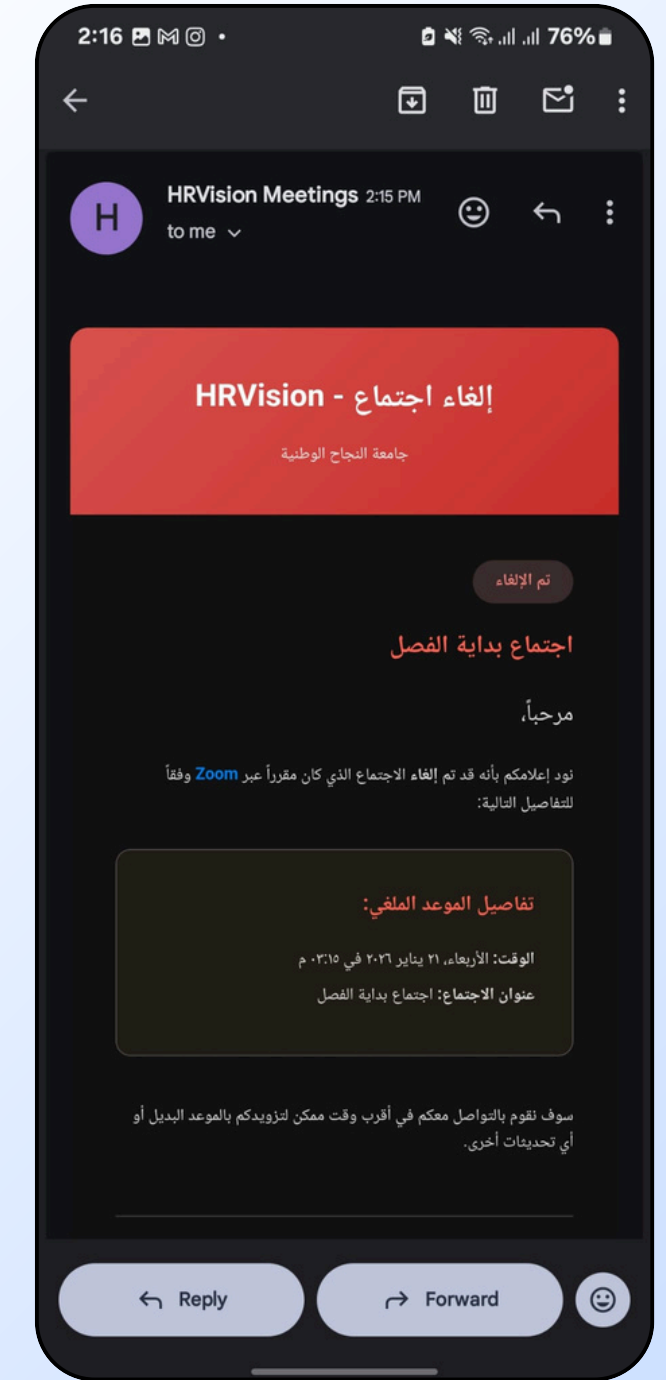 2:16
76%
HRVision Meetings 2:15 PM
to me
H
إلغاء اجتماع - HRVision
جامعة النجاح الوطنية
تم الإلغاء
اجتماع بداية الفصل
مرحباً،
نود إعلامكم بأنه قد تم إلغاء الاجتماع الذي كان مقرراً عبر Zoom وفقاً
للتفاصيل التالية:
تفاصيل الموعد الملغي:
الوقت: الأربعاء، ٢١ يناير ٢٠٢٦ في ٠٣:١٥ م
عنوان الاجتماع: اجتماع بداية الفصل
سوف نقوم بالتواصل معكم في أقرب وقت ممكن لتزويدكم بالموعد البديل أو
أي تحديثات أخرى.
Reply
Forward